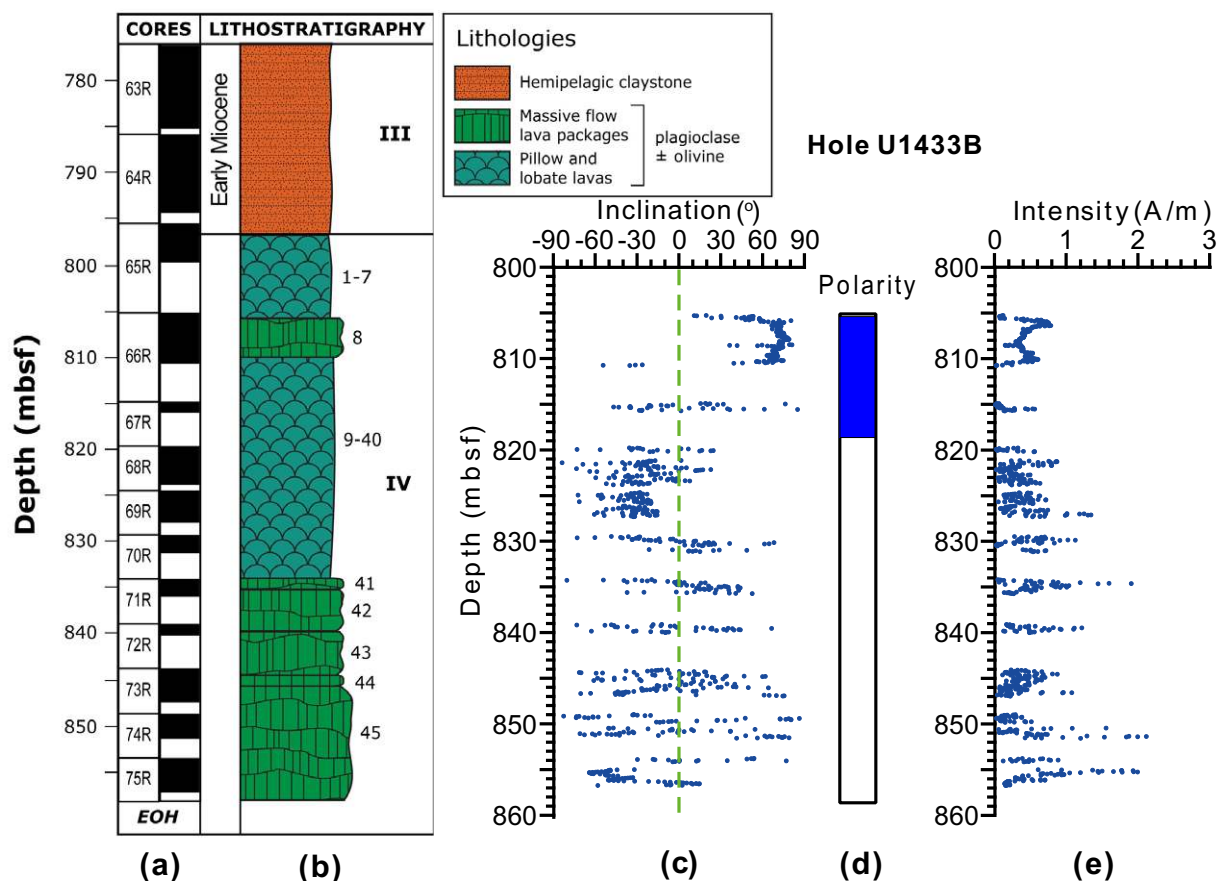 CORES
LITHOSTRATIGRAPHY
Depth (mbsf)
780
790
800
810
820
830
840
850
63R
64R
65R
66R
67R
68R
69R
70R
71R
72R
73R
74R
75R
EOH
Early Miocene
III
IV
1-7
8
9-40
41
42
43
44
45
Lithologies
Hemipelagic claystone
Massive flow
lava packages
Pillow and
lobate lavas
plagioclase
± olivine
Hole U1433B
Inclination (°)
-90 -60 -30 0 30 60 90
Depth (mbsf)
800
810
820
830
840
850
860
Polarity
Intensity (A/m)
0 1 2 3
800
810
820
830
840
850
860
(a) (b) (c) (d) (e)